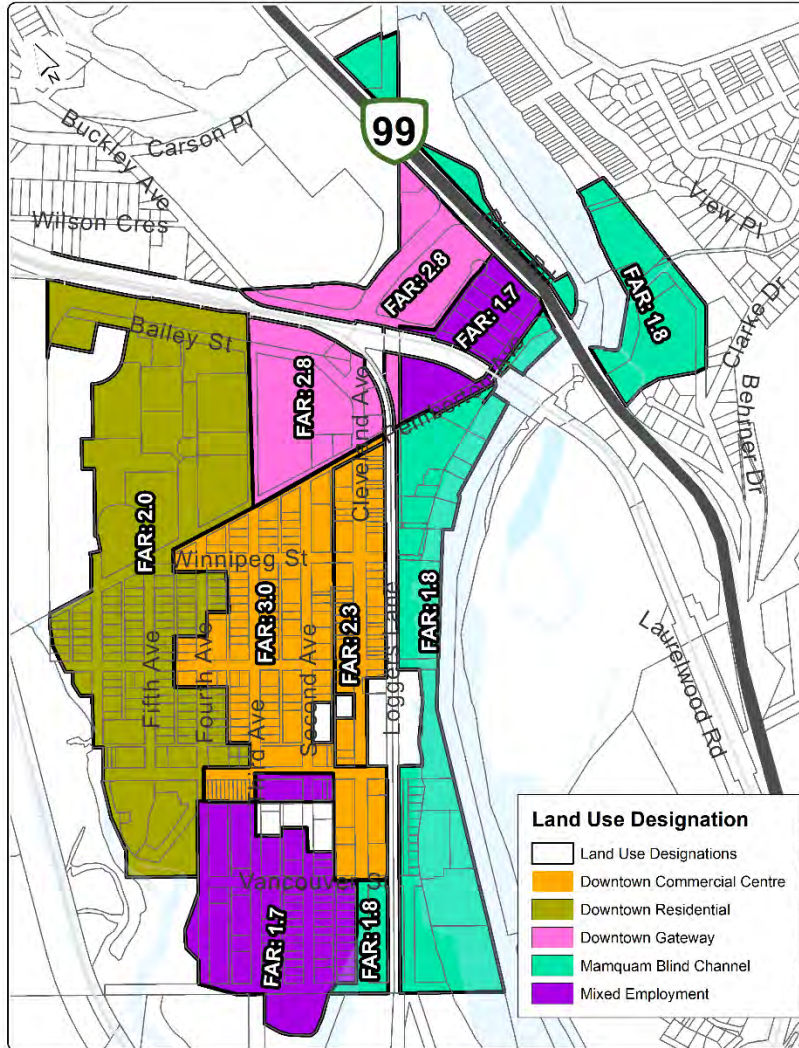 N
99
Carson Pl
Buckley Ave
Wilson Cres
View Pl
FAR: 2.8
FAR: 1.7
FAR: 1.8
Clarke Dr
Bailey St
FAR: 2.8
Cleveland Ave
Behrner Dr
FAR: 2.0
Winnipeg St
FAR: 3.0
FAR: 2.3
FAR: 1.8
Fifth Ave
Fourth Ave
Second Ave
Loggers Lane
Laurelwood Rd
FAR: 1.7
FAR: 1.8
Land Use Designation
Land Use Designations
Downtown Commercial Centre
Downtown Residential
Downtown Gateway
Mamquam Blind Channel
Mixed Employment